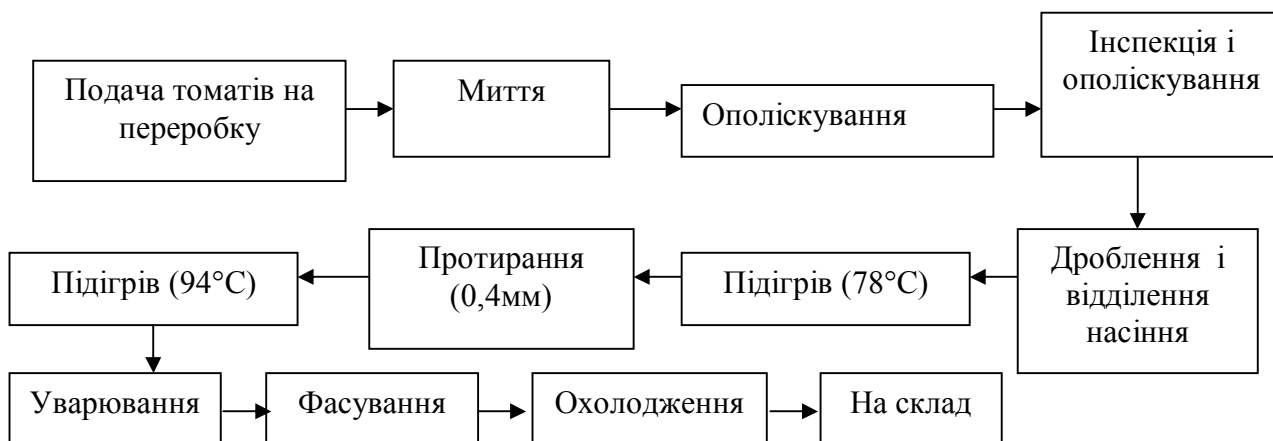 Подача томатів на
переробку
Миття
Ополіскування
Інспекція і
ополіскування
Дроблення і
відділення
насіння
Підігрів (78°С)
Протирання
(0,4мм)
Підігрів (94°С)
Уварювання
Фасування
Охолодження
На склад